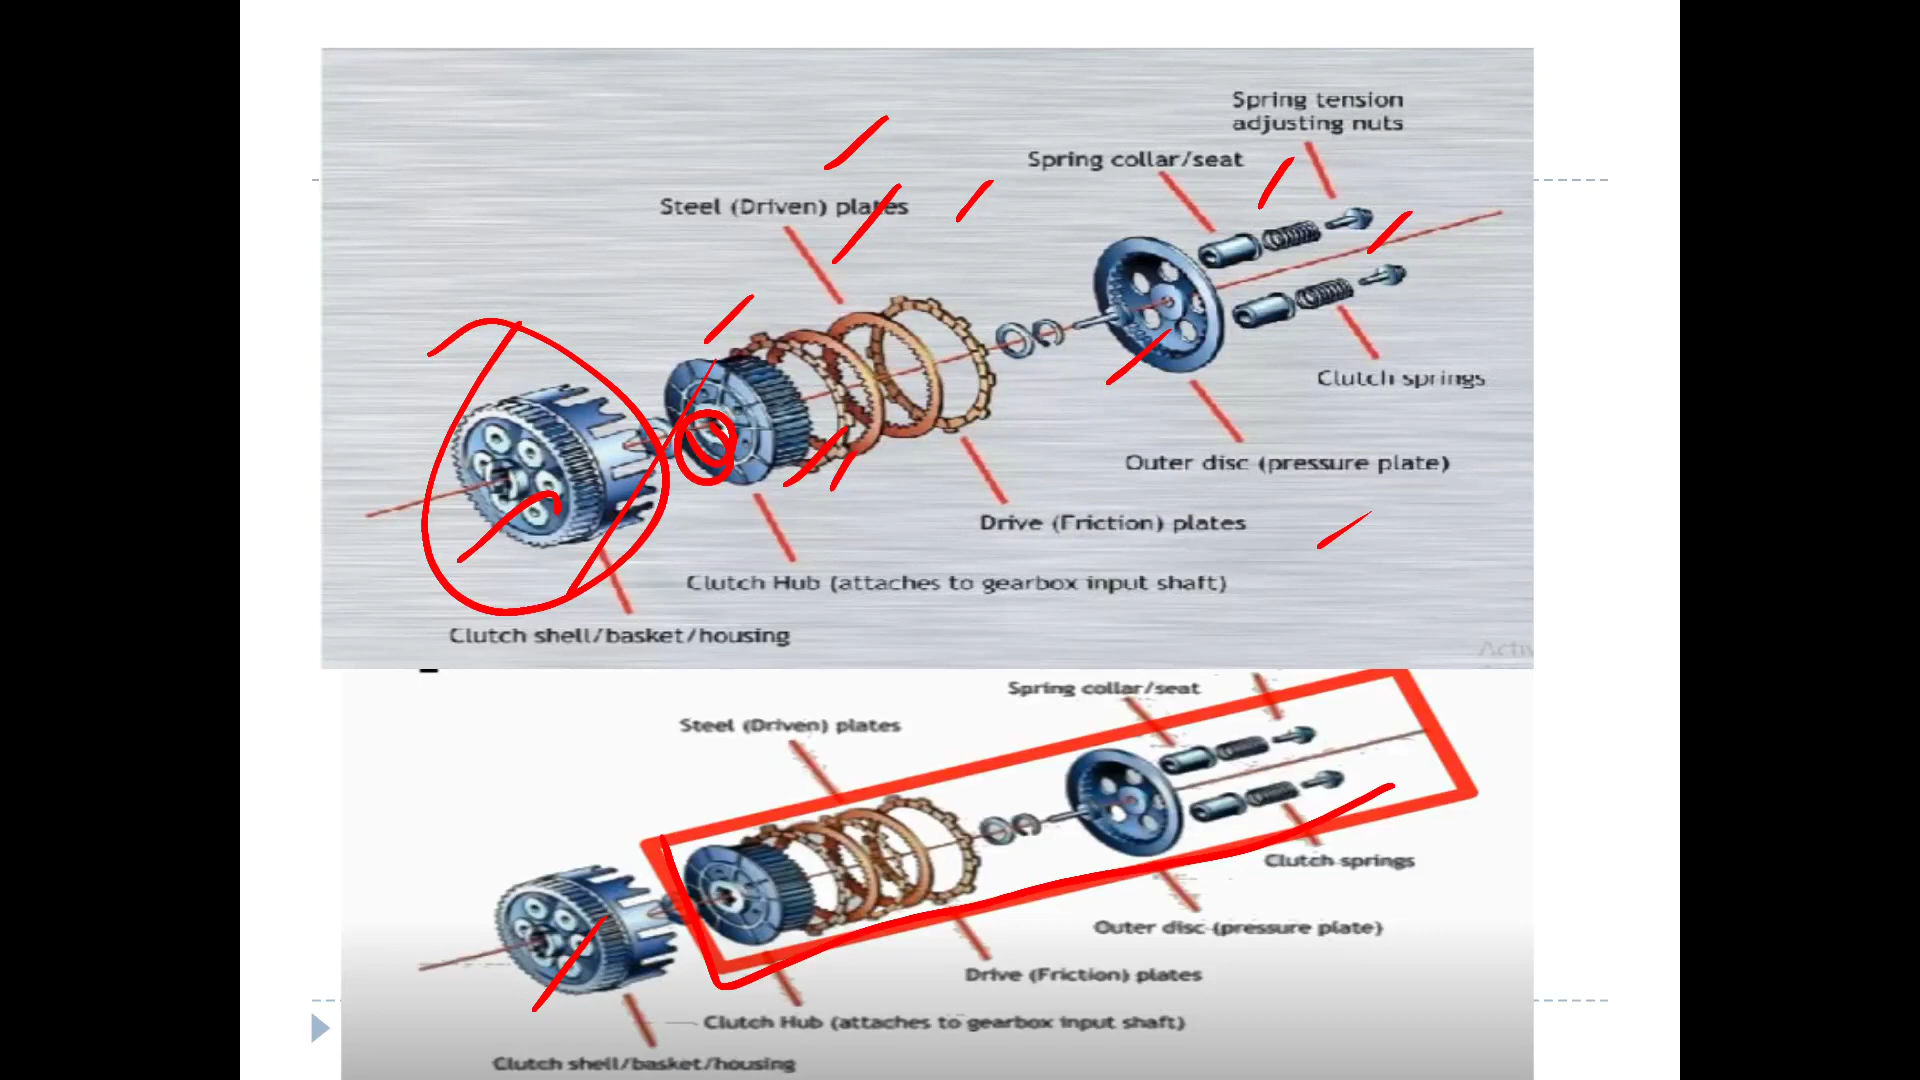 Spring tension
adjusting nuts
Spring collar/seat
Steel (Driven) plates
Clutch springs
Outer disc (pressure plate)
Drive (Friction) plates
Clutch Hub (attaches to gearbox input shaft)
Clutch shell/basket/housing
Spring collar/seat
Steel (Driven) plates
Clutch springs
Outer disc (pressure plate)
Drive (Friction) plates
Clutch Hub (attaches to gearbox input shaft)
Clutch shell/basket/housing